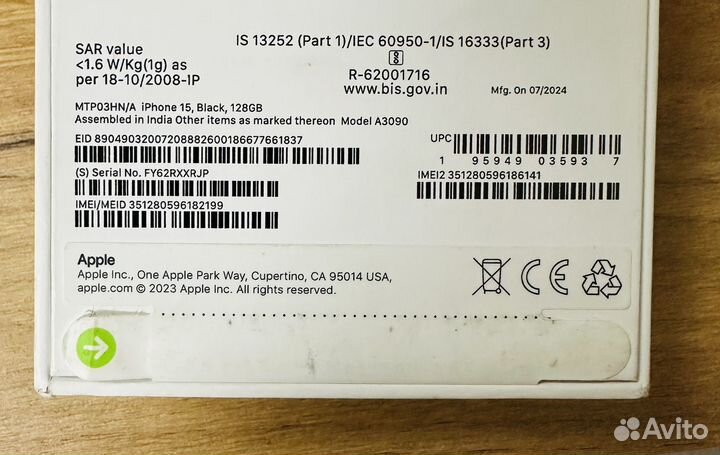 SAR value
<1.6 W/Kg(1g) as
per 18-10/2008-IP
IS 13252 (Part 1)/IEC 60950-1/IS 16333(Part 3)
R-62001716
www.bis.gov.in
Mfg. On 07/2024
MTP03HN/A iPhone 15, Black, 128GB
Assembled in India Other items as marked thereon Model A3090
EID 89049032007208882600186677661837
UPC
1 95949 03593 7
(S) Serial No. FY62RXXRJP
IMEI2 351280596186141
IMEI/MEID 351280596182199
Apple
Apple Inc., One Apple Park Way, Cupertino, CA 95014 USA,
apple.com © 2023 Apple Inc. All rights reserved.
CE
Avito